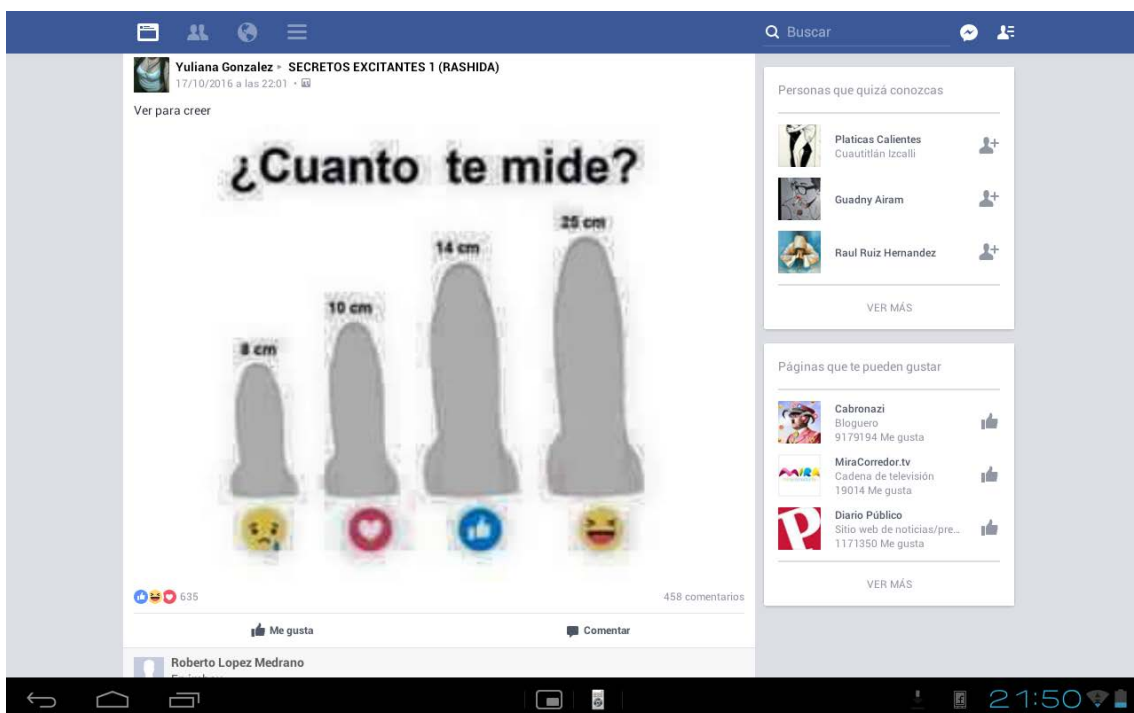 Buscar
Yuliana Gonzalez ▸ SECRETOS EXCITANTES 1 (RASHIDA)
17/10/2016 a las 22:01 ·
Ver para creer
¿Cuanto te mide?
8 cm
10 cm
14 cm
25 cm
635
458 comentarios
Me gusta
Comentar
Roberto Lopez Medrano
Personas que quizá conozcas
Platicas Calientes
Cuautitlán Izcalli
Guadny Airam
Raul Ruiz Hernandez
VER MÁS
Páginas que te pueden gustar
Cabronazi
Bloguero
9179194 Me gusta
MiraCorredor.tv
Cadena de televisión
19014 Me gusta
Diario Público
Sitio web de noticias/pre...
1171350 Me gusta
VER MÁS
21:50